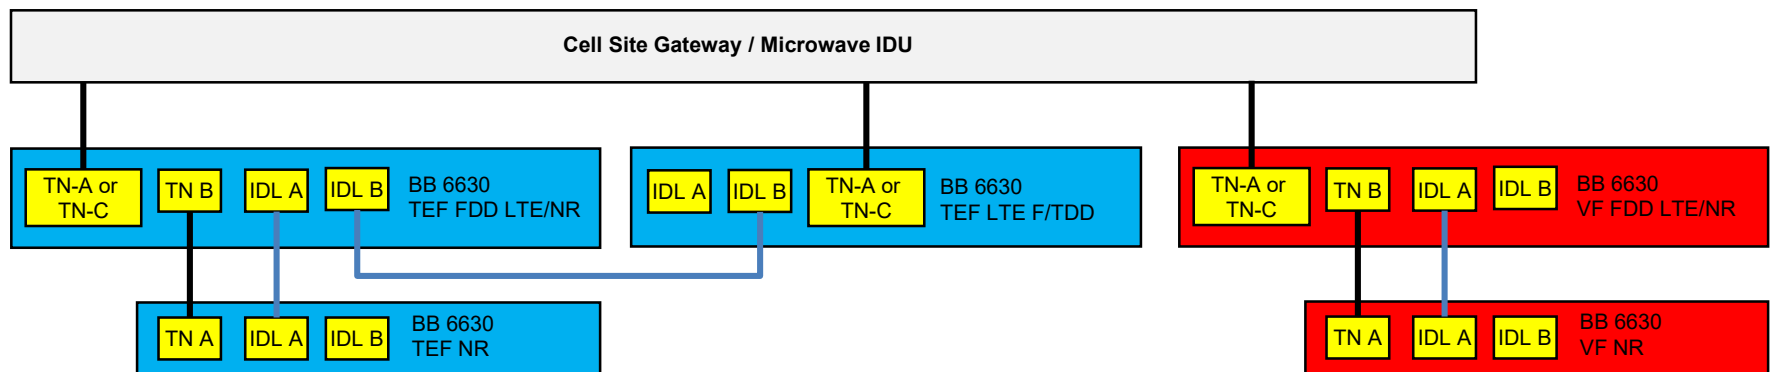 Cell Site Gateway / Microwave IDU
TN-A or
TN-C
TN B
IDL A
IDL B
BB 6630
TEF FDD LTE/NR
IDL A
IDL B
TN-A or
TN-C
BB 6630
TEF LTE F/TDD
TN-A or
TN-C
TN B
IDL A
IDL B
BB 6630
VF FDD LTE/NR
TN A
IDL A
IDL B
BB 6630
TEF NR
TN A
IDL A
IDL B
BB 6630
VF NR